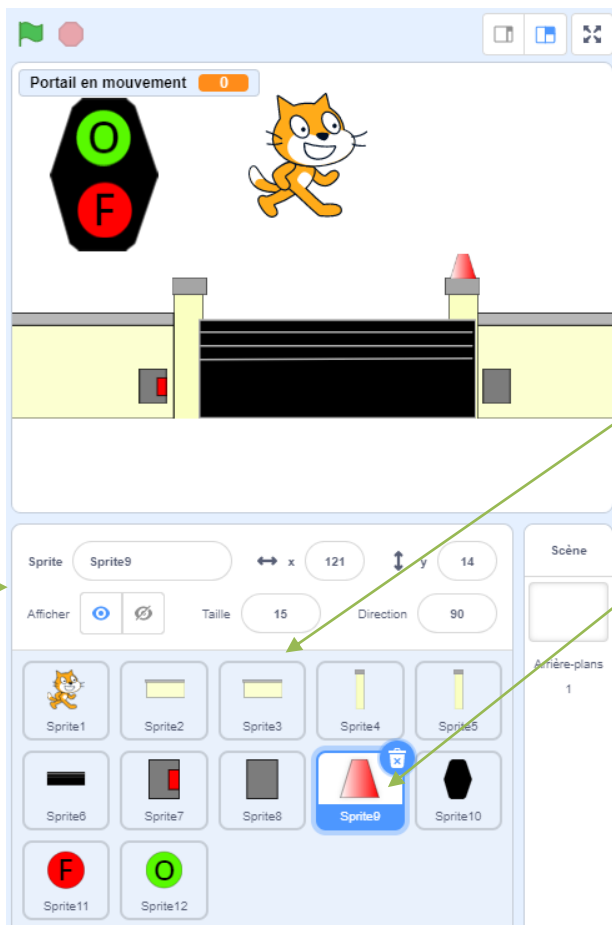 Portail en mouvement 0
O
F
Sprite Sprite9 x 121 y 14
Afficher Taille 15 Direction 90
Scène
Arrière-plans
1
Sprite1 Sprite2 Sprite3 Sprite4 Sprite5
Sprite6 Sprite7 Sprite8 Sprite9 Sprite10
F O
Sprite11 Sprite12